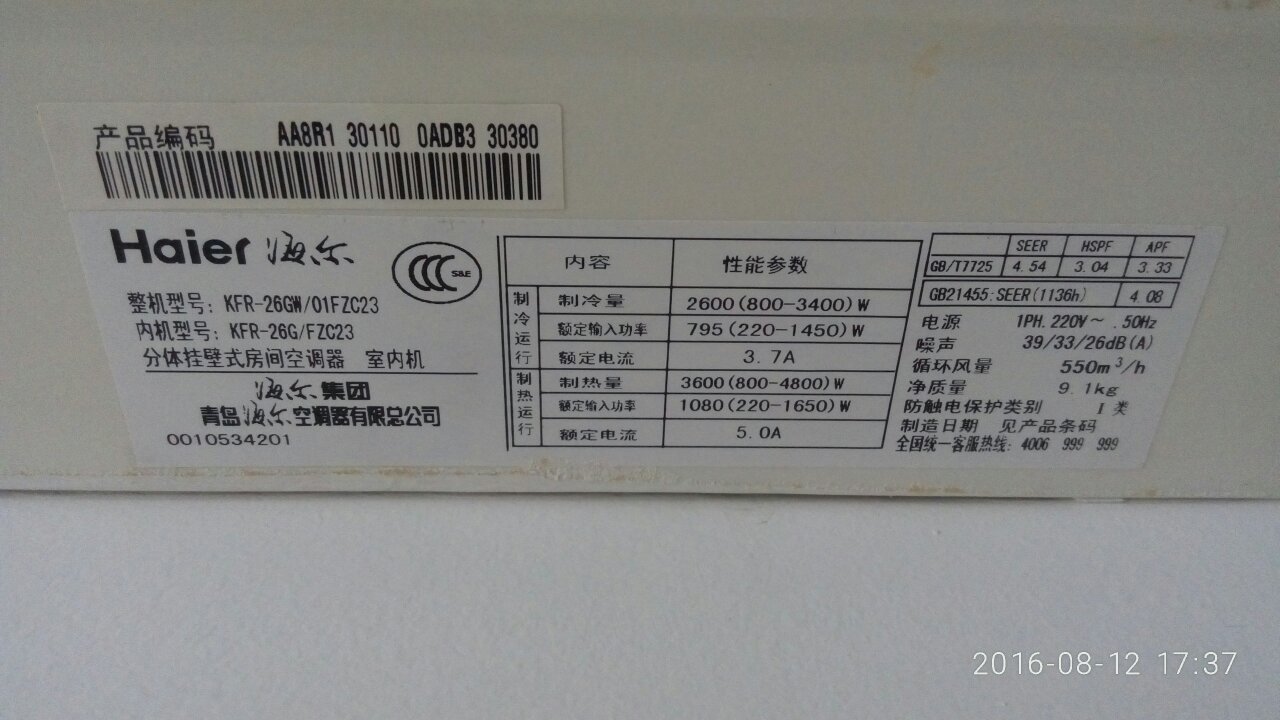 产品编码 AA8R1 30110 0ADB3 30380
Haier 海尔
S&E
整机型号: KFR-26GW/01FZC23
内机型号: KFR-26G/FZC23
分体挂壁式房间空调器 室内机
海尔集团
青岛海尔空调器有限总公司
0010534201
内容 性能参数
制冷运行
制冷量 2600(800-3400)W
额定输入功率 795(220-1450)W
额定电流 3.7A
制热运行
制热量 3600(800-4800)W
额定输入功率 1080(220-1650)W
额定电流 5.0A
SEER HSPF APF
GB/T7725 4.54 3.04 3.33
GB21455:SEER(1136h) 4.08
电源 1PH.220V~.50Hz
噪声 39/33/26dB(A)
循环风量 550m³/h
净质量 9.1kg
防触电保护类别 I类
制造日期 见产品条码
全国统一客服热线: 4006 999 999
2016-08-12 17:37